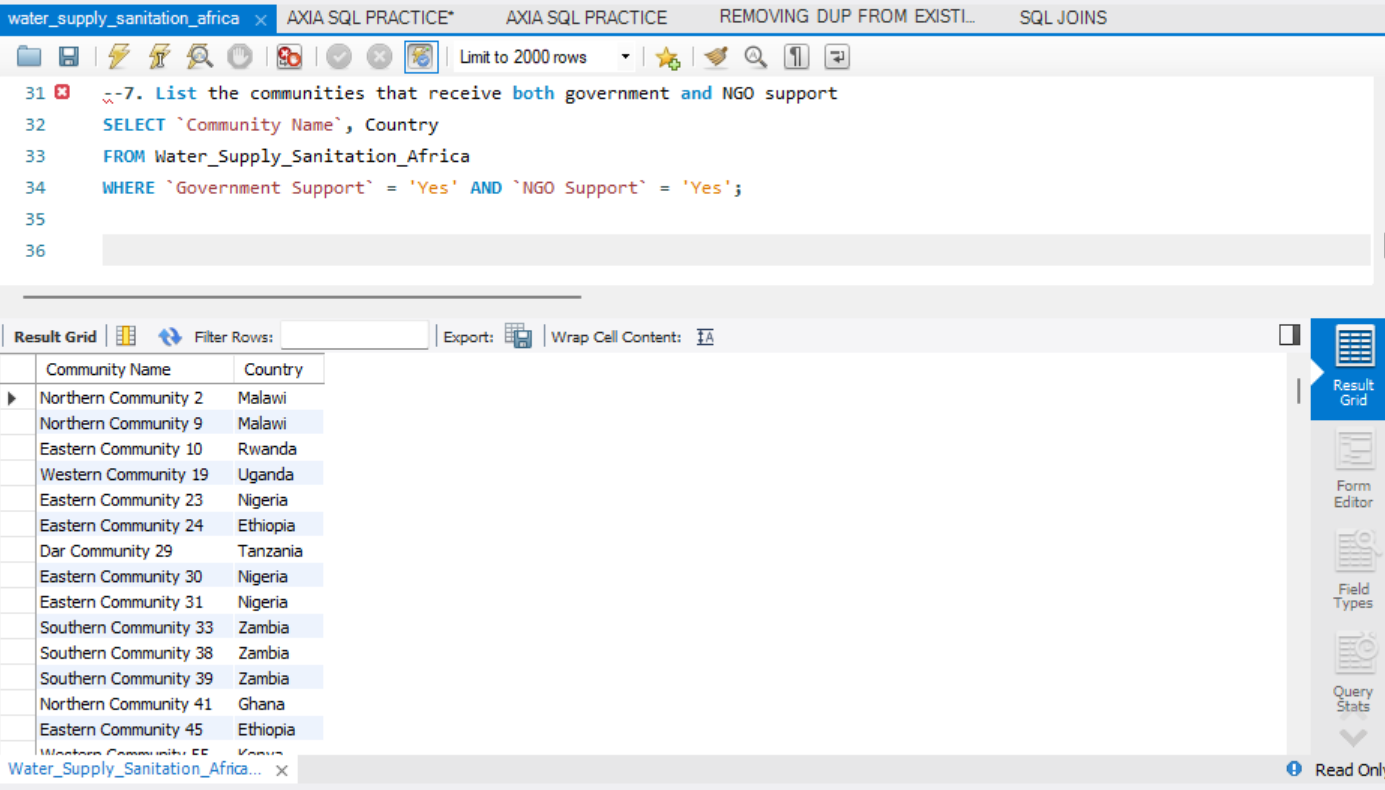 water_supply_sanitation_africa × AXIA SQL PRACTICE* AXIA SQL PRACTICE REMOVING DUP FROM EXISTI... SQL JOINS
Limit to 2000 rows
31 --7. List the communities that receive both government and NGO support
32 SELECT `Community Name`, Country
33 FROM Water_Supply_Sanitation_Africa
34 WHERE `Government Support` = 'Yes' AND `NGO Support` = 'Yes';
35
36
Result Grid Filter Rows: Export: Wrap Cell Content:
Community Name Country
Northern Community 2 Malawi
Northern Community 9 Malawi
Eastern Community 10 Rwanda
Western Community 19 Uganda
Eastern Community 23 Nigeria
Eastern Community 24 Ethiopia
Dar Community 29 Tanzania
Eastern Community 30 Nigeria
Eastern Community 31 Nigeria
Southern Community 33 Zambia
Southern Community 38 Zambia
Southern Community 39 Zambia
Northern Community 41 Ghana
Eastern Community 45 Ethiopia
Western Community 55 Kenya
Result
Grid
Form
Editor
Field
Types
Query
Stats
Water_Supply_Sanitation_Africa... ×
Read Only